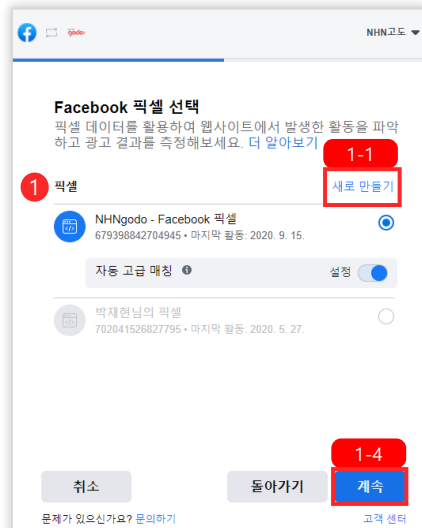 godo:
NHN고도
Facebook 픽셀 선택
픽셀 데이터를 활용하여 웹사이트에서 발생한 활동을 파악
하고 광고 결과를 측정해보세요. 더 알아보기
1-1
1 픽셀
새로 만들기
NHNgodo - Facebook 픽셀
679398842704945 • 마지막 활동: 2020. 9. 15.
자동 고급 매칭
설정
박재현님의 픽셀
702041526827795 • 마지막 활동: 2020. 5. 27.
1-4
취소
돌아가기
계속
문제가 있으신가요? 문의하기
고객 센터